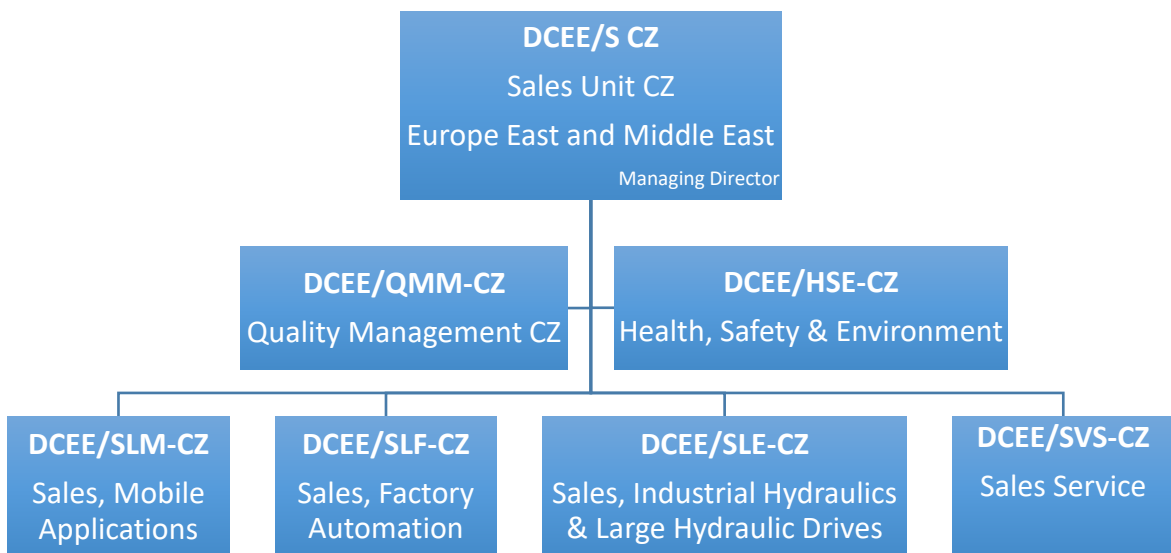 DCEE/S CZ
Sales Unit CZ
Europe East and Middle East
Managing Director
DCEE/QMM-CZ
Quality Management CZ
DCEE/HSE-CZ
Health, Safety & Environment
DCEE/SLM-CZ
Sales, Mobile
Applications
DCEE/SLF-CZ
Sales, Factory
Automation
DCEE/SLE-CZ
Sales, Industrial Hydraulics
& Large Hydraulic Drives
DCEE/SVS-CZ
Sales Service